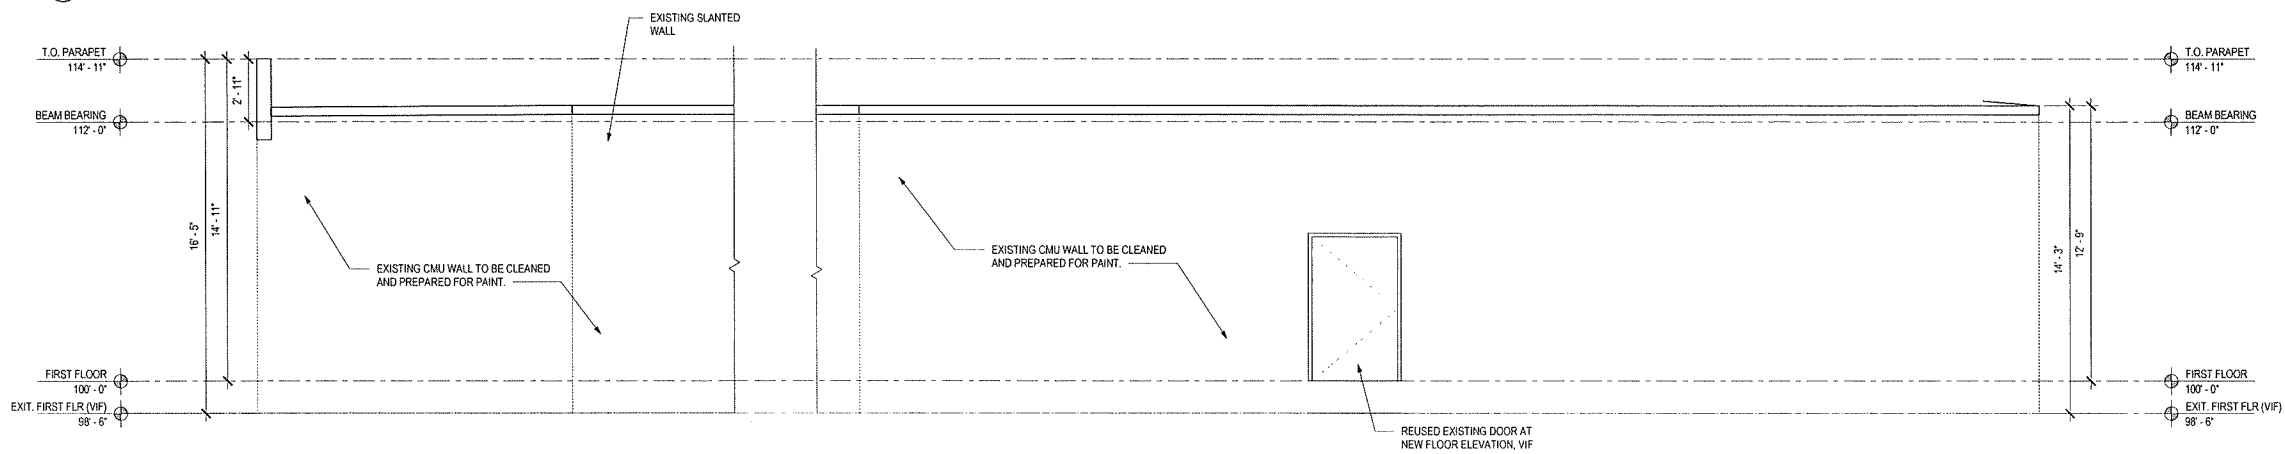 EXISTING SLANTED
WALL
T.O. PARAPET
114' - 11"
T.O. PARAPET
114' - 11"
2' - 11"
BEAM BEARING
112' - 0"
BEAM BEARING
112' - 0"
16' - 5"
14' - 11"
EXISTING CMU WALL TO BE CLEANED
AND PREPARED FOR PAINT.
EXISTING CMU WALL TO BE CLEANED
AND PREPARED FOR PAINT.
14' - 3"
12' - 9"
FIRST FLOOR
100' - 0"
FIRST FLOOR
100' - 0"
EXIT. FIRST FLR (VIF)
98' - 6"
EXIT. FIRST FLR (VIF)
98' - 6"
REUSED EXISTING DOOR AT
NEW FLOOR ELEVATION, VIF